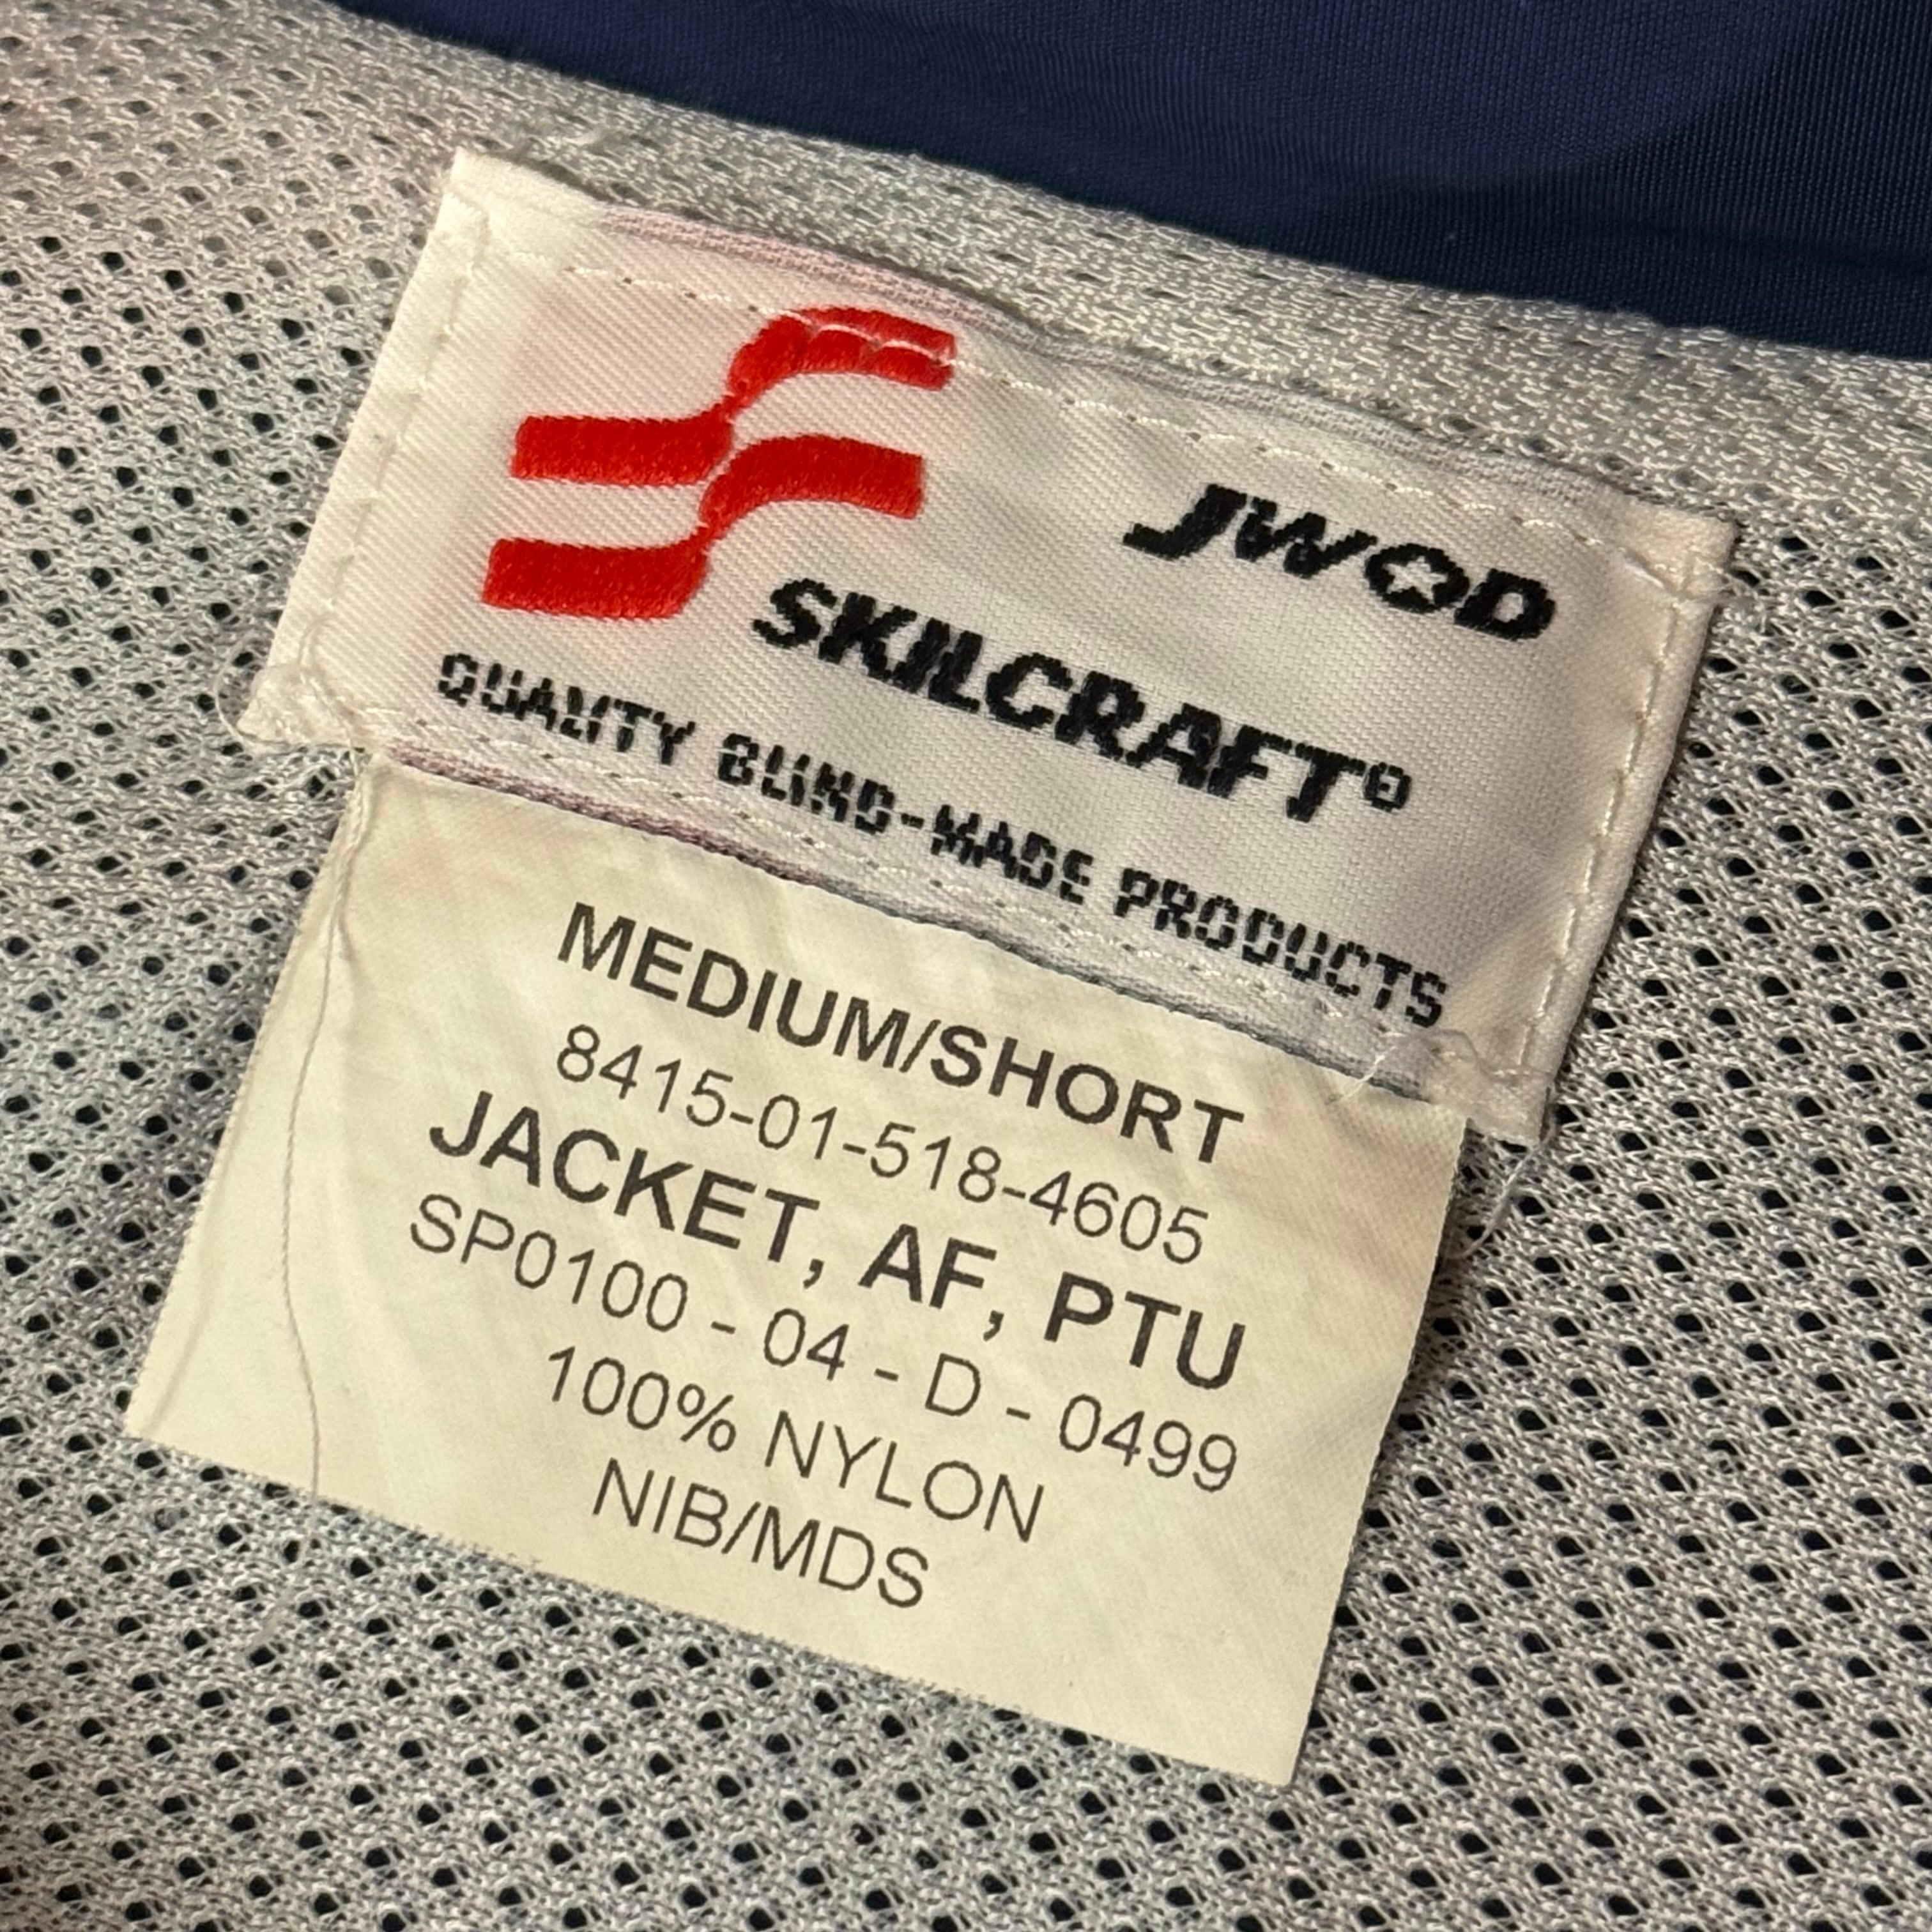 JWOD
SKILCRAFT®
QUALITY BLIND-MADE PRODUCTS
MEDIUM/SHORT
8415-01-518-4605
JACKET, AF, PTU
SP0100 - 04 - D - 0499
100% NYLON
NIB/MDS